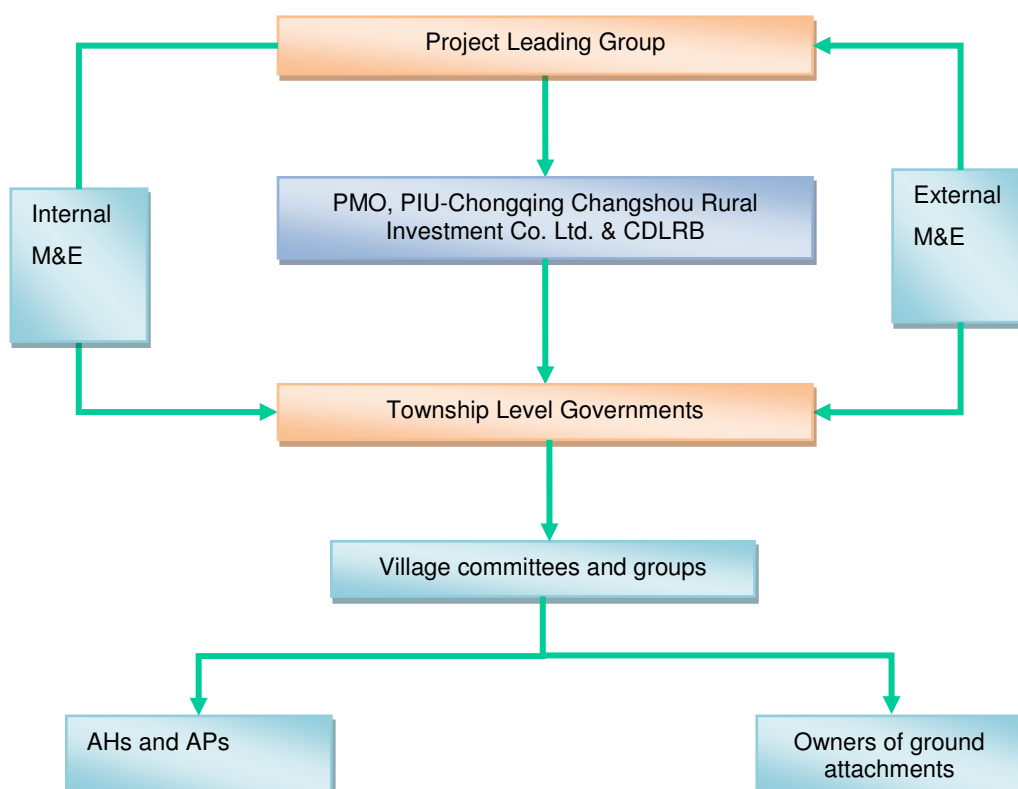 Project Leading Group
Internal
M&E
PMO, PIU-Chongqing Changshou Rural
Investment Co. Ltd. & CDLRB
External
M&E
Township Level Governments
Village committees and groups
AHs and APs
Owners of ground
attachments